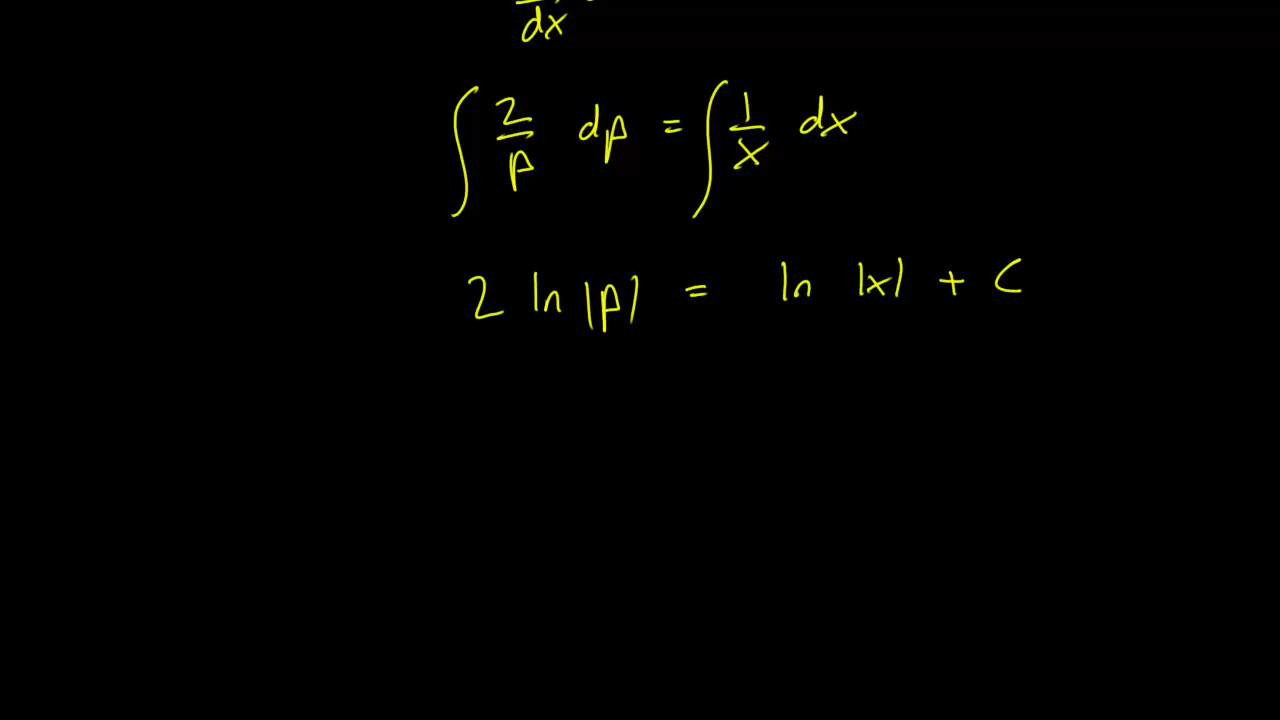 dx
∫ 2/p dp = ∫ 1/x dx
2 ln |p| = ln |x| + C